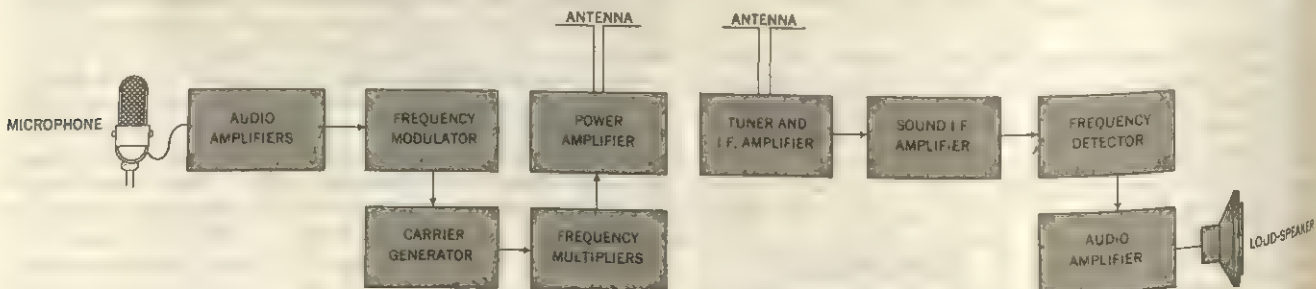 ANTENNA
ANTENNA
MICROPHONE
AUDIO
AMPLIFIERS
FREQUENCY
MODULATOR
POWER
AMPLIFIER
TUNER AND
I.F. AMPLIFIER
SOUND I F
AMPLIFIER
FREQUENCY
DETECTOR
CARRIER
GENERATOR
FREQUENCY
MULTIPLIERS
AUDIO
AMPLIFIER
LOUD-SPEAKER